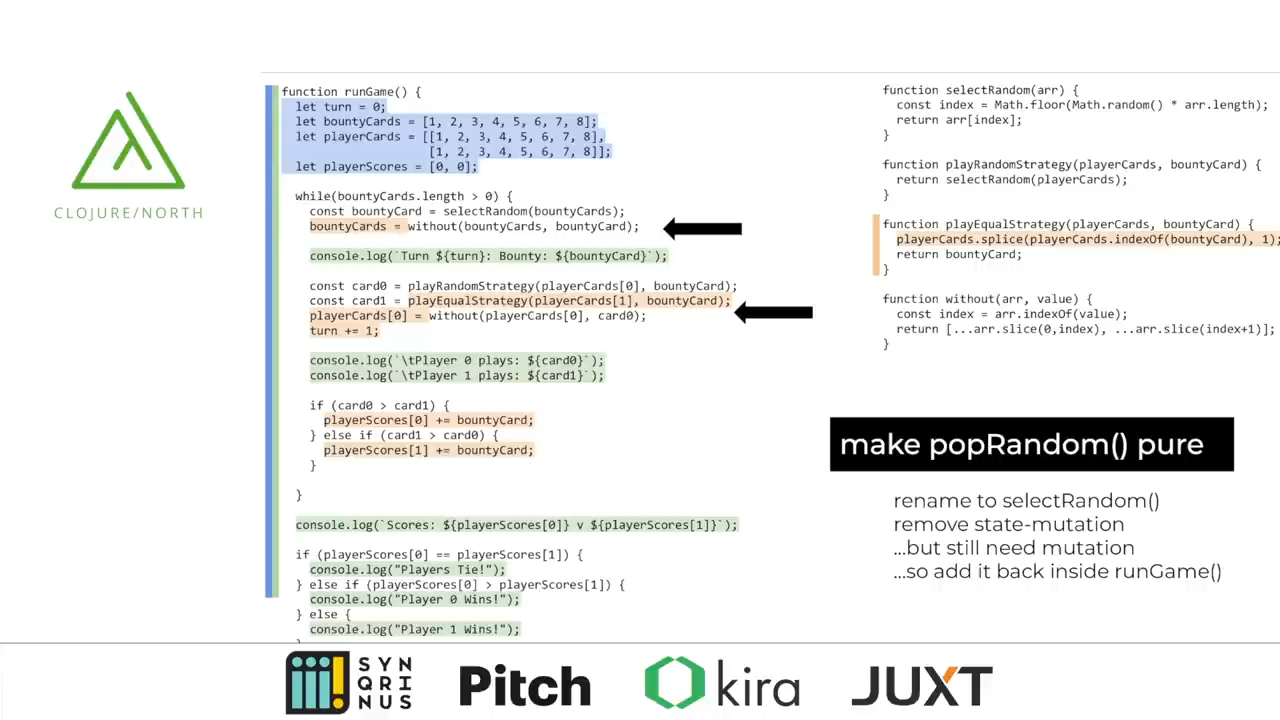 CLOJURE/NORTH
function runGame() {
  let turn = 0;
  let bountyCards = [1, 2, 3, 4, 5, 6, 7, 8];
  let playerCards = [[1, 2, 3, 4, 5, 6, 7, 8],
                     [1, 2, 3, 4, 5, 6, 7, 8]];
  let playerScores = [0, 0];
  while(bountyCards.length > 0) {
    const bountyCard = selectRandom(bountyCards);
    bountyCards = without(bountyCards, bountyCard);
    console.log(`Turn ${turn}: Bounty: ${bountyCard}`);
    const card0 = playRandomStrategy(playerCards[0], bountyCard);
    const card1 = playEqualStrategy(playerCards[1], bountyCard);
    playerCards[0] = without(playerCards[0], card0);
    turn += 1;
    console.log(`\tPlayer 0 plays: ${card0}`);
    console.log(`\tPlayer 1 plays: ${card1}`);
    if (card0 > card1) {
      playerScores[0] += bountyCard;
    } else if (card1 > card0) {
      playerScores[1] += bountyCard;
    }
  }
  console.log(`Scores: ${playerScores[0]} v ${playerScores[1]}`);
  if (playerScores[0] == playerScores[1]) {
    console.log("Players Tie!");
  } else if (playerScores[0] > playerScores[1]) {
    console.log("Player 0 Wins!");
  } else {
    console.log("Player 1 Wins!");
function selectRandom(arr) {
  const index = Math.floor(Math.random() * arr.length);
  return arr[index];
}
function playRandomStrategy(playerCards, bountyCard) {
  return selectRandom(playerCards);
}
function playEqualStrategy(playerCards, bountyCard) {
  playerCards.splice(playerCards.indexOf(bountyCard), 1);
  return bountyCard;
}
function without(arr, value) {
  const index = arr.indexOf(value);
  return [...arr.slice(0,index), ...arr.slice(index+1)];
}
make popRandom() pure
rename to selectRandom()
remove state-mutation
...but still need mutation
...so add it back inside runGame()
SYN
QRI
NUS
Pitch
kira
JUXT